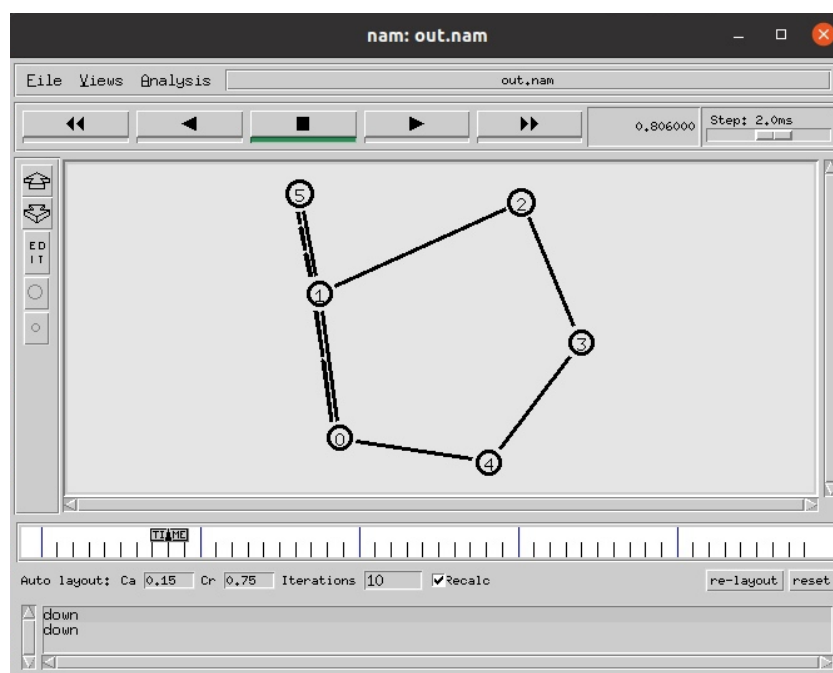 nam: out.nam
File Views Analysis out.nam
0.806000 Step: 2.0ms
ED
IT
5
2
1
3
0
4
TIME
Auto layout: Ca 0.15 Cr 0.75 Iterations 10 Recalc re-layout reset
down
down